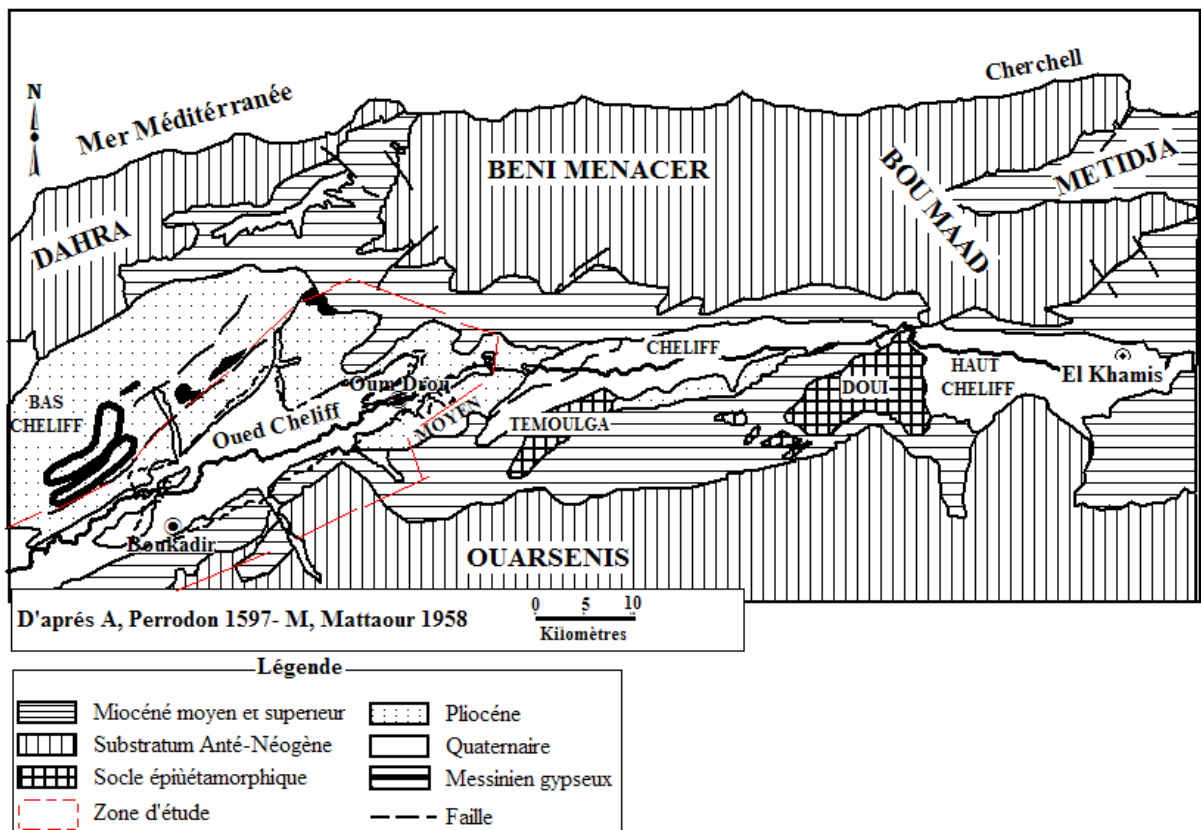 Cherchell
N
Mer Méditérranée
BENI MENACER
BOU MAAD
METIDJA
DAHRA
CHELIFF
BAS
CHELIFF
Oum Drou
Oued Cheliff
MOYEN
TEMOULGA
DOUI
HAUT
CHELIFF
El Khamis
Boukadir
OUARSENIS
D'aprés A, Perrodon 1597- M, Mattaour 1958
0 5 10
Kiiomètres
Légende
Miocéné moyen et superieur
Pliocéne
Substratum Anté-Néogène
Quaternaire
Socle épiùétamorphique
Messinien gypseux
Zone d'étude
Faille